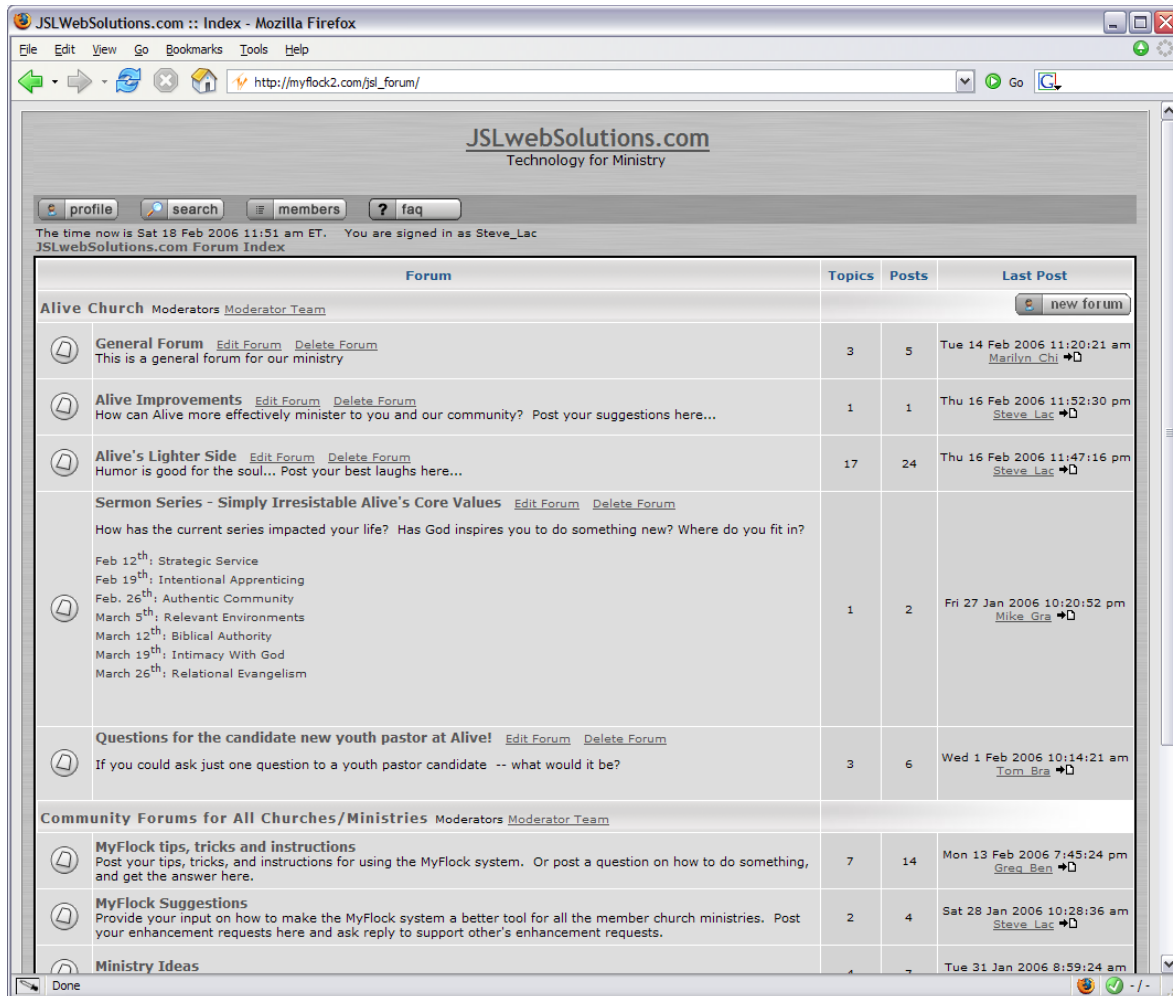 JSLWebSolutions.com :: Index - Mozilla Firefox
File Edit View Go Bookmarks Tools Help
http://myflock2.com/jsl_forum/ Go G
JSLwebSolutions.com
Technology for Ministry
profile search members ? faq
The time now is Sat 18 Feb 2006 11:51 am ET. You are signed in as Steve_Lac
JSLwebSolutions.com Forum Index
Forum Topics Posts Last Post
Alive Church Moderators Moderator Team new forum
General Forum Edit Forum Delete Forum
This is a general forum for our ministry
3 5 Tue 14 Feb 2006 11:20:21 am
Marilyn_Chi
Alive Improvements Edit Forum Delete Forum
How can Alive more effectively minister to you and our community? Post your suggestions here...
1 1 Thu 16 Feb 2006 11:52:30 pm
Steve_Lac
Alive's Lighter Side Edit Forum Delete Forum
Humor is good for the soul... Post your best laughs here...
17 24 Thu 16 Feb 2006 11:47:16 pm
Steve_Lac
Sermon Series - Simply Irresistable Alive's Core Values Edit Forum Delete Forum
How has the current series impacted your life? Has God inspires you to do something new? Where do you fit in?
Feb 12th: Strategic Service
Feb 19th: Intentional Apprenticing
Feb. 26th: Authentic Community
March 5th: Relevant Environments
March 12th: Biblical Authority
March 19th: Intimacy With God
March 26th: Relational Evangelism
1 2 Fri 27 Jan 2006 10:20:52 pm
Mike_Gra
Questions for the candidate new youth pastor at Alive! Edit Forum Delete Forum
If you could ask just one question to a youth pastor candidate -- what would it be?
3 6 Wed 1 Feb 2006 10:14:21 am
Tom_Bra
Community Forums for All Churches/Ministries Moderators Moderator Team
MyFlock tips, tricks and instructions
Post your tips, tricks, and instructions for using the MyFlock system. Or post a question on how to do something,
and get the answer here.
7 14 Mon 13 Feb 2006 7:45:24 pm
Greg_Ben
MyFlock Suggestions
Provide your input on how to make the MyFlock system a better tool for all the member church ministries. Post
your enhancement requests here and ask reply to support other's enhancement requests.
2 4 Sat 28 Jan 2006 10:28:36 am
Steve_Lac
Ministry Ideas
Tue 31 Jan 2006 8:59:24 am
Done -/-